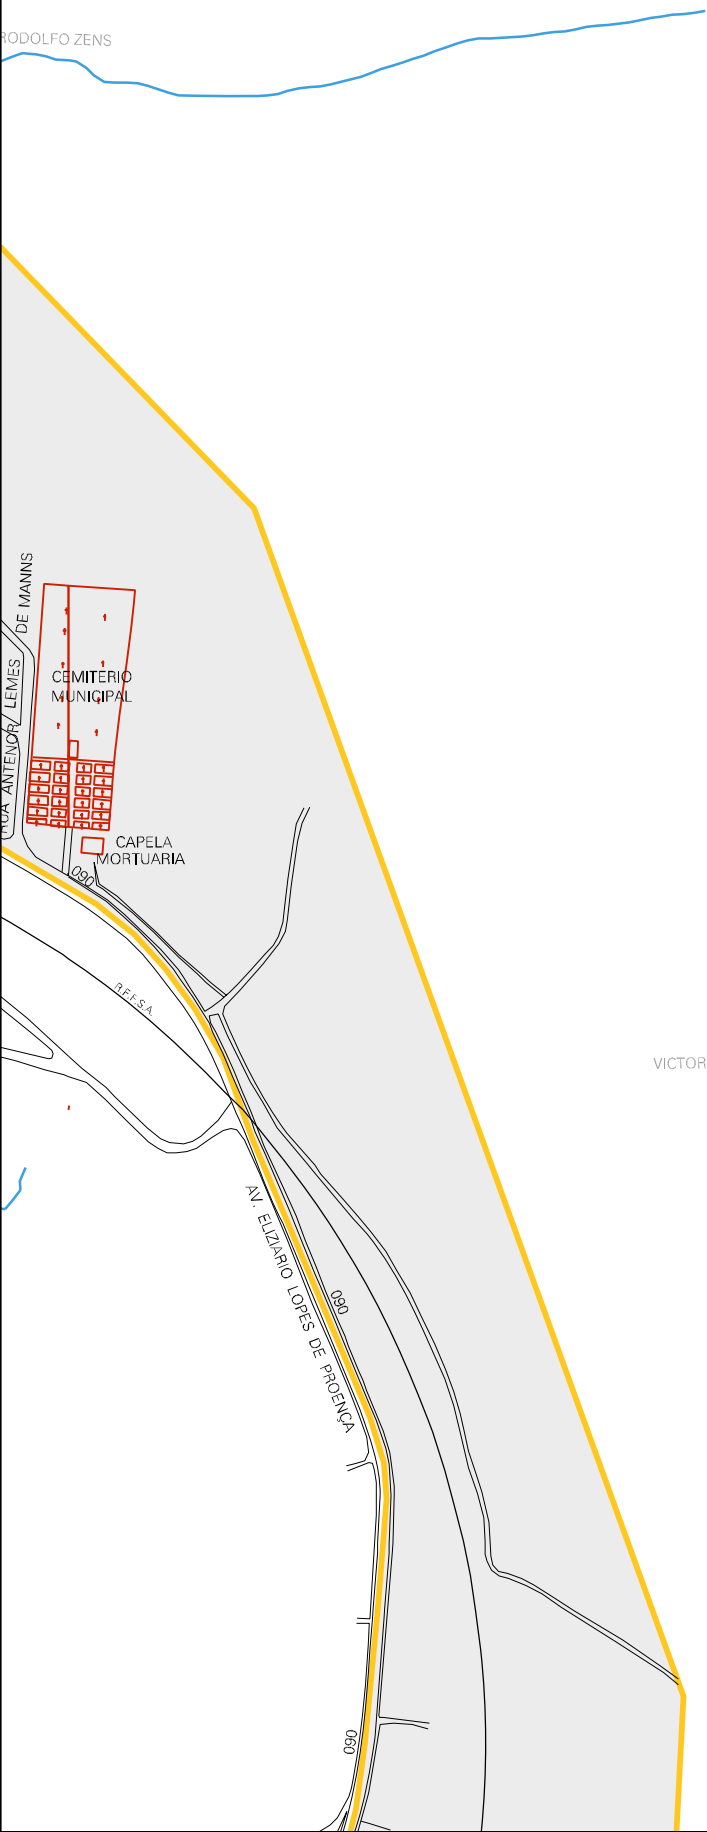 RODOLFO ZENS
DE MANNS
RUA ANTENOR LEMES
CEMITERIO
MUNICIPAL
CAPELA
MORTUARIA
090
R.F.F.S.A.
VICTOR
AV. ELIZIARIO LOPES DE PROENÇA
090
090